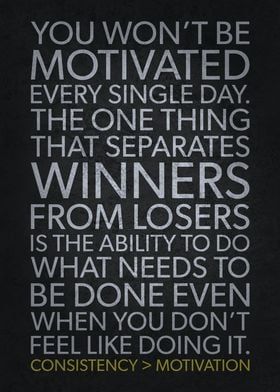 YOU WON'T BE
MOTIVATED
EVERY SINGLE DAY.
THE ONE THING
THAT SEPARATES
WINNERS
FROM LOSERS
IS THE ABILITY TO DO
WHAT NEEDS TO
BE DONE EVEN
WHEN YOU DON'T
FEEL LIKE DOING IT.
CONSISTENCY > MOTIVATION